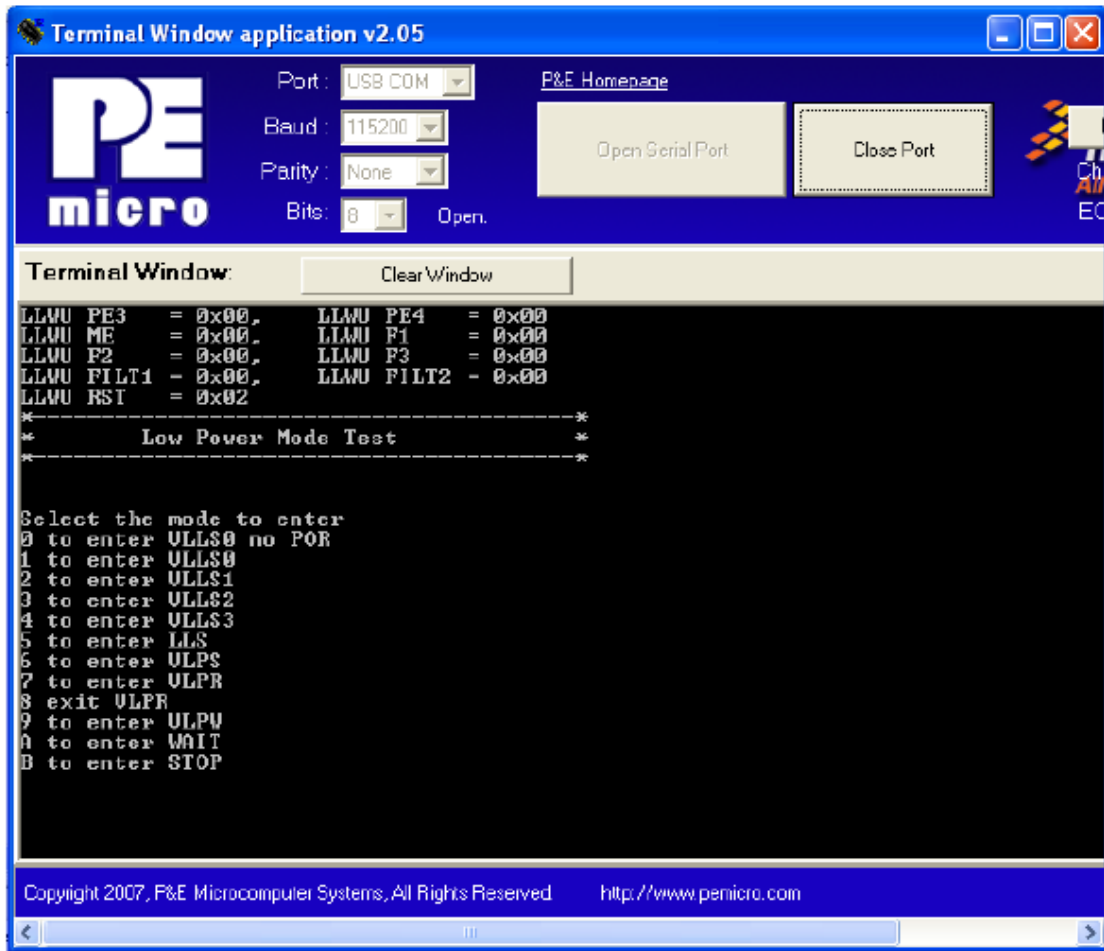 Terminal Window application v2.05
PE
micro
Port : USB COM
Baud : 115200
Parity : None
Bits: 8 Open.
P&E Homepage
Open Serial Port
Close Port
Terminal Window:
Clear Window
LLWU PE3 = 0x00, LLWU PE4 = 0x00
LLWU ME = 0x00, LLWU F1 = 0x00
LLWU F2 = 0x00, LLWU F3 = 0x00
LLWU FILT1 = 0x00, LLWU FILT2 = 0x00
LLWU RST = 0x02
*---------------------------------------------*
* Low Power Mode Test *
*---------------------------------------------*
Select the mode to enter
0 to enter VLLS0 no POR
1 to enter VLLS0
2 to enter VLLS1
3 to enter VLLS2
4 to enter VLLS3
5 to enter LLS
6 to enter VLPS
7 to enter VLPR
8 exit VLPR
9 to enter VLPW
A to enter WAIT
B to enter STOP
Copyright 2007, P&E Microcomputer Systems, All Rights Reserved. http://www.pemicro.com